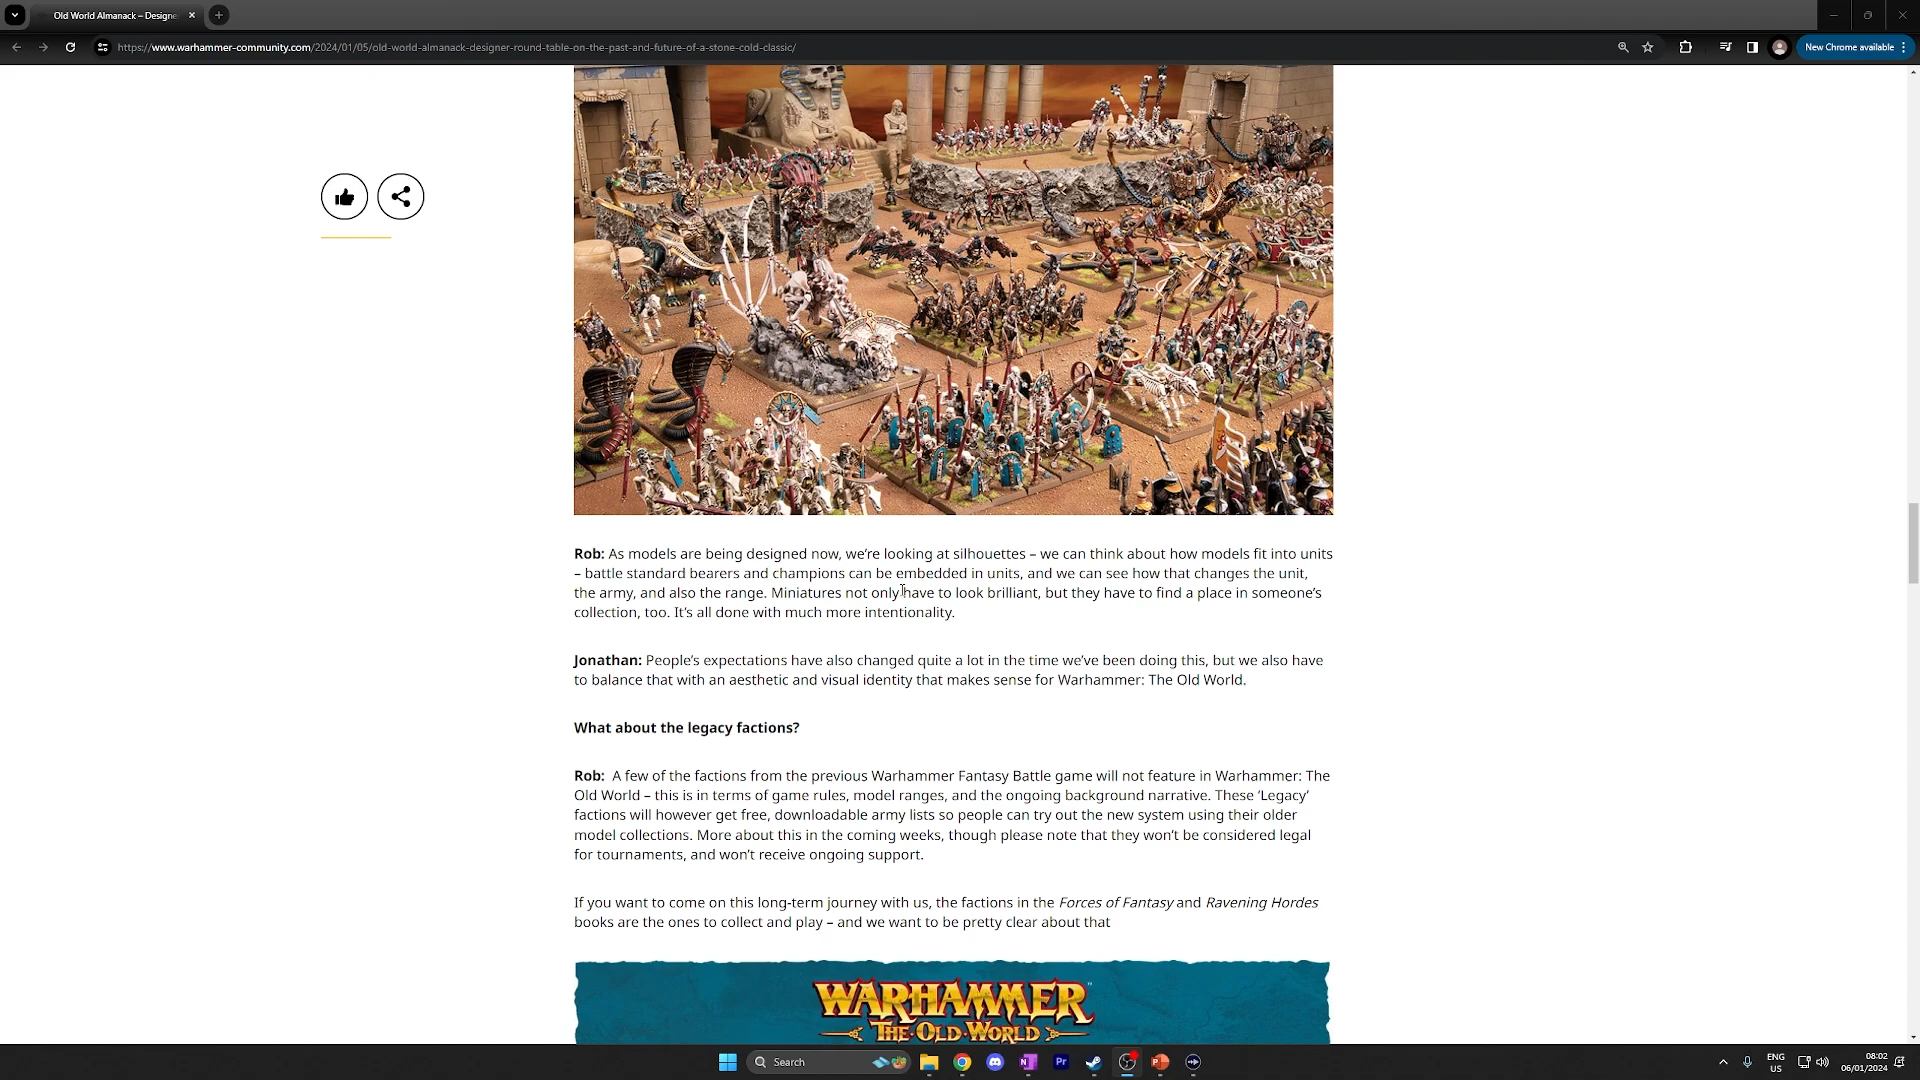 Old World Almanack – Designe
https://www.warhammer-community.com/2024/01/05/old-world-almanack-designer-round-table-on-the-past-and-future-of-a-stone-cold-classic/
New Chrome available
Rob: As models are being designed now, we’re looking at silhouettes – we can think about how models fit into units
– battle standard bearers and champions can be embedded in units, and we can see how that changes the unit,
the army, and also the range. Miniatures not only have to look brilliant, but they have to find a place in someone’s
collection, too. It’s all done with much more intentionality.
Jonathan: People’s expectations have also changed quite a lot in the time we’ve been doing this, but we also have
to balance that with an aesthetic and visual identity that makes sense for Warhammer: The Old World.
What about the legacy factions?
Rob: A few of the factions from the previous Warhammer Fantasy Battle game will not feature in Warhammer: The
Old World – this is in terms of game rules, model ranges, and the ongoing background narrative. These ‘Legacy’
factions will however get free, downloadable army lists so people can try out the new system using their older
model collections. More about this in the coming weeks, though please note that they won’t be considered legal
for tournaments, and won’t receive ongoing support.
If you want to come on this long-term journey with us, the factions in the Forces of Fantasy and Ravening Hordes
books are the ones to collect and play – and we want to be pretty clear about that
WARHAMMER
THE OLD WORLD
Search
Pr
ENG
US
08:02
06/01/2024